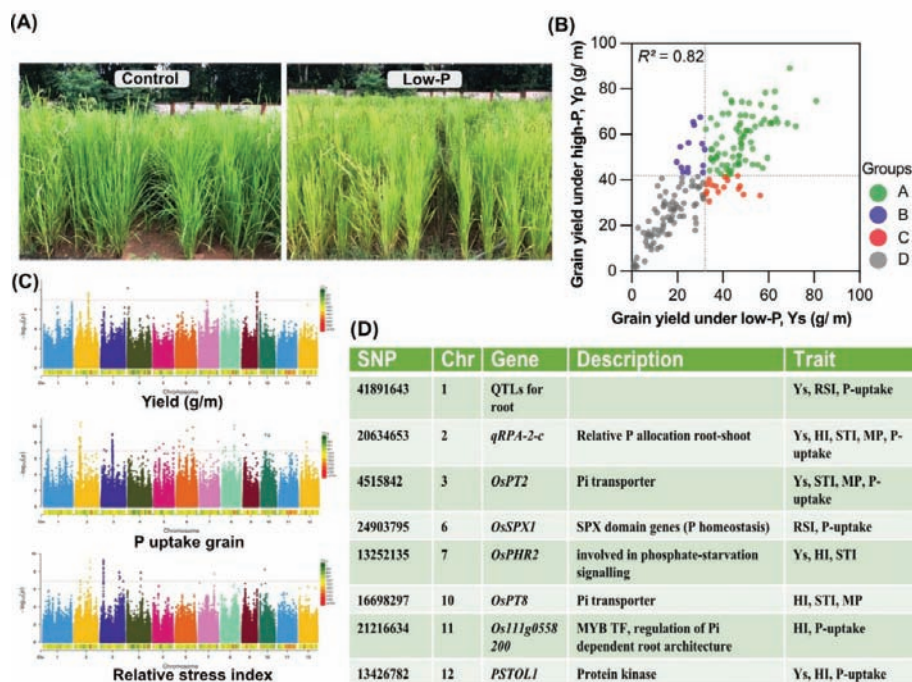 (A)
Control
Low-P
(B)
R² = 0.82
Grain yield under high-P, Yp (g/ m)
100
80
60
40
20
0
0 20 40 60 80 100
Grain yield under low-P, Ys (g/ m)
Groups
A
B
C
D
(C)
Chromosome
Yield (g/m)
Chromosome
P uptake grain
Chromosome
Relative stress index
(D)
SNP Chr Gene Description Trait
41891643 1 QTLs for root Ys, RSI, P-uptake
20634653 2 qRPA-2-c Relative P allocation root-shoot Ys, HI, STI, MP, P-
uptake
4515842 3 OsPT2 Pi transporter Ys, STI, MP, P-
uptake
24903795 6 OsSPX1 SPX domain genes (P homeostasis) RSI, P-uptake
13252135 7 OsPHR2 involved in phosphate-starvation Ys, HI, STI
signalling
16698297 10 OsPT8 Pi transporter HI, STI, MP
21216634 11 Os111g0558 MYB TF, regulation of Pi HI, P-uptake
200 dependent root architecture
13426782 12 PSTOL1 Protein kinase Ys, HI, P-uptake